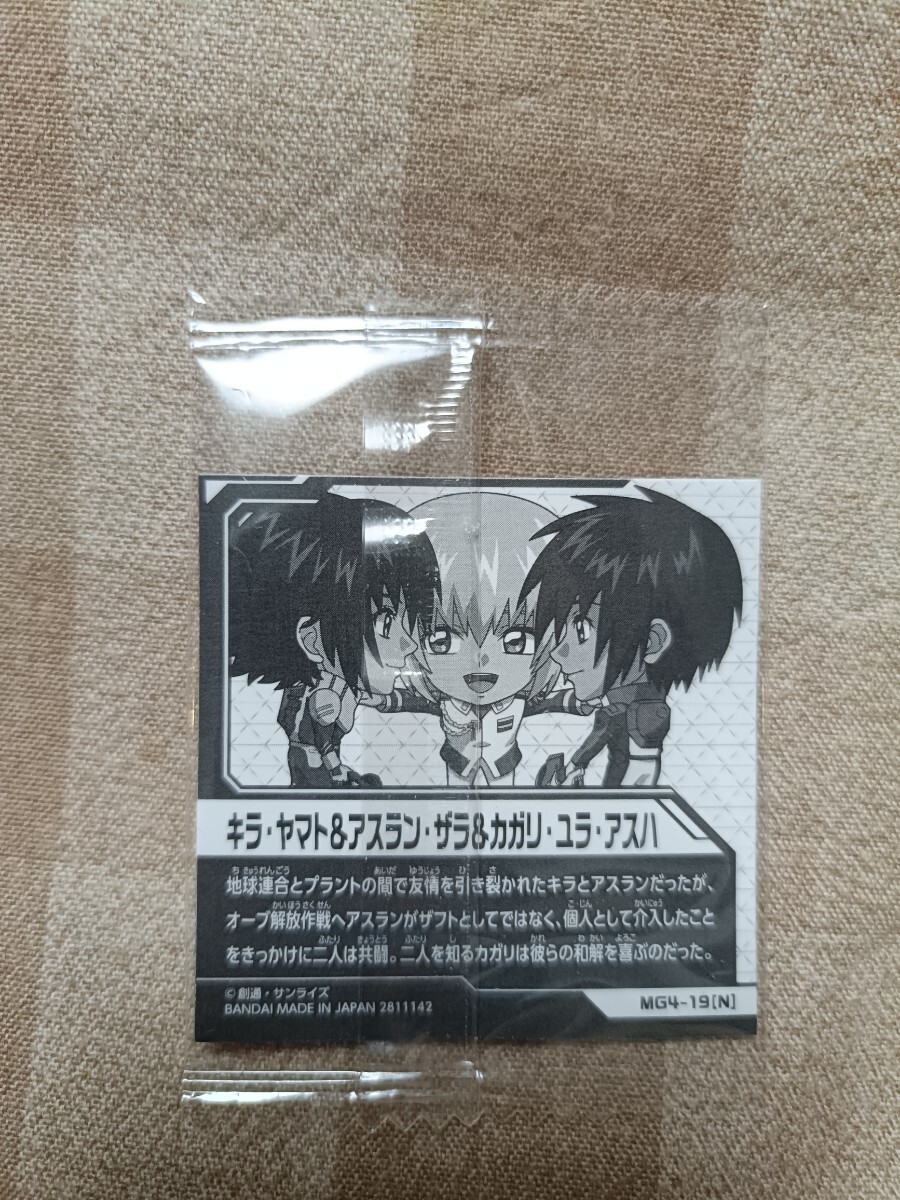 キラ・ヤマト&アスラン・ザラ&カガリ・ユラ・アスハ
地球連合とプラントの間で友情を引き裂かれたキラとアスランだったが、
オーブ解放作戦へアスランがザフトとしてではなく、個人として介入したこと
をきっかけに二人は共闘。二人を知るカガリは彼らの和解を喜ぶのだった。
©創通・サンライズ
BANDAI MADE IN JAPAN 2811142
MG4-19[N]